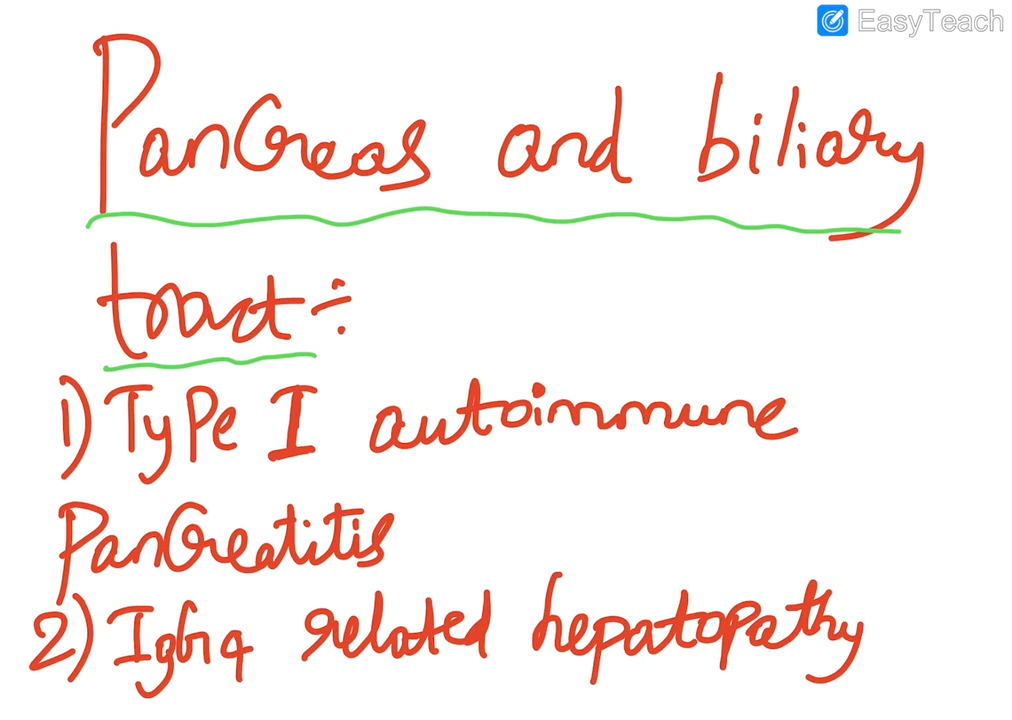 EasyTeach
Pancreas and biliary
tract ÷
1) Type I autoimmune
Pancreatitis
2) IgG4 related hepatopathy